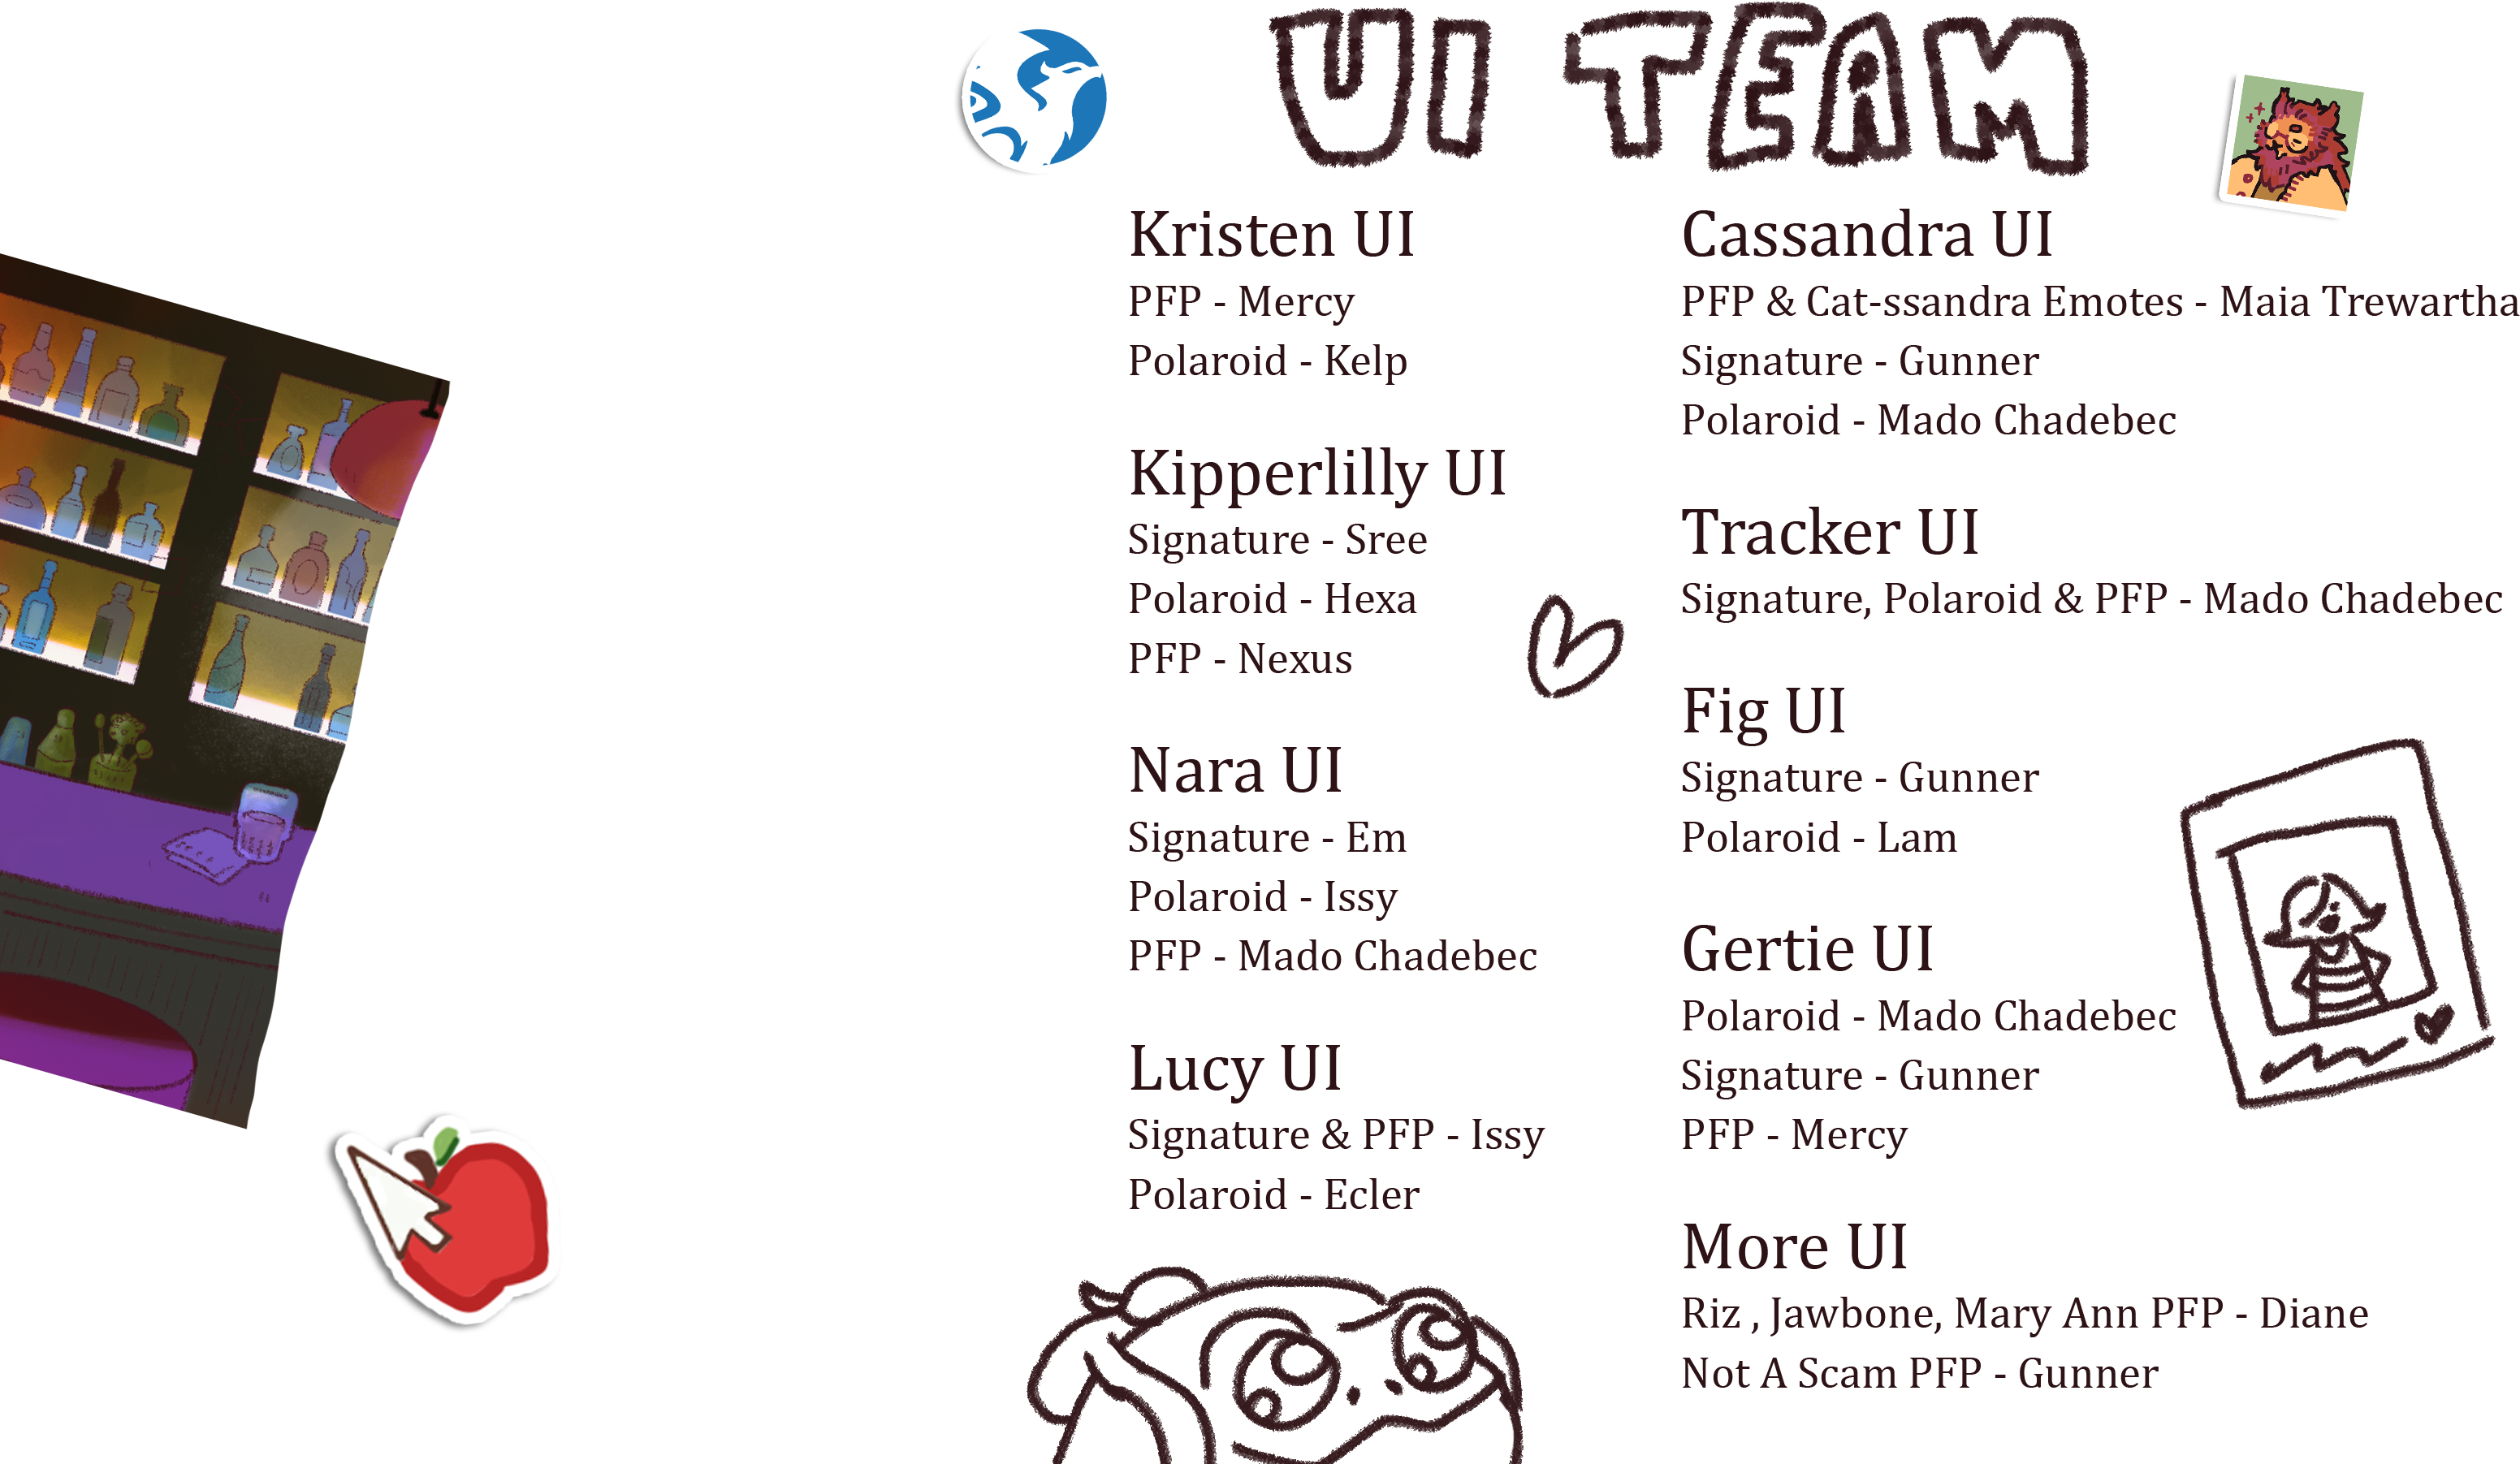 UI TEAM
Kristen UI
PFP - Mercy
Polaroid - Kelp
Kipperlilly UI
Signature - Sree
Polaroid - Hexa
PFP - Nexus
Nara UI
Signature - Em
Polaroid - Issy
PFP - Mado Chadebec
Lucy UI
Signature & PFP - Issy
Polaroid - Ecler
Cassandra UI
PFP & Cat-ssandra Emotes - Maia Trewartha
Signature - Gunner
Polaroid - Mado Chadebec
Tracker UI
Signature, Polaroid & PFP - Mado Chadebec
Fig UI
Signature - Gunner
Polaroid - Lam
Gertie UI
Polaroid - Mado Chadebec
Signature - Gunner
PFP - Mercy
More UI
Riz , Jawbone, Mary Ann PFP - Diane
Not A Scam PFP - Gunner